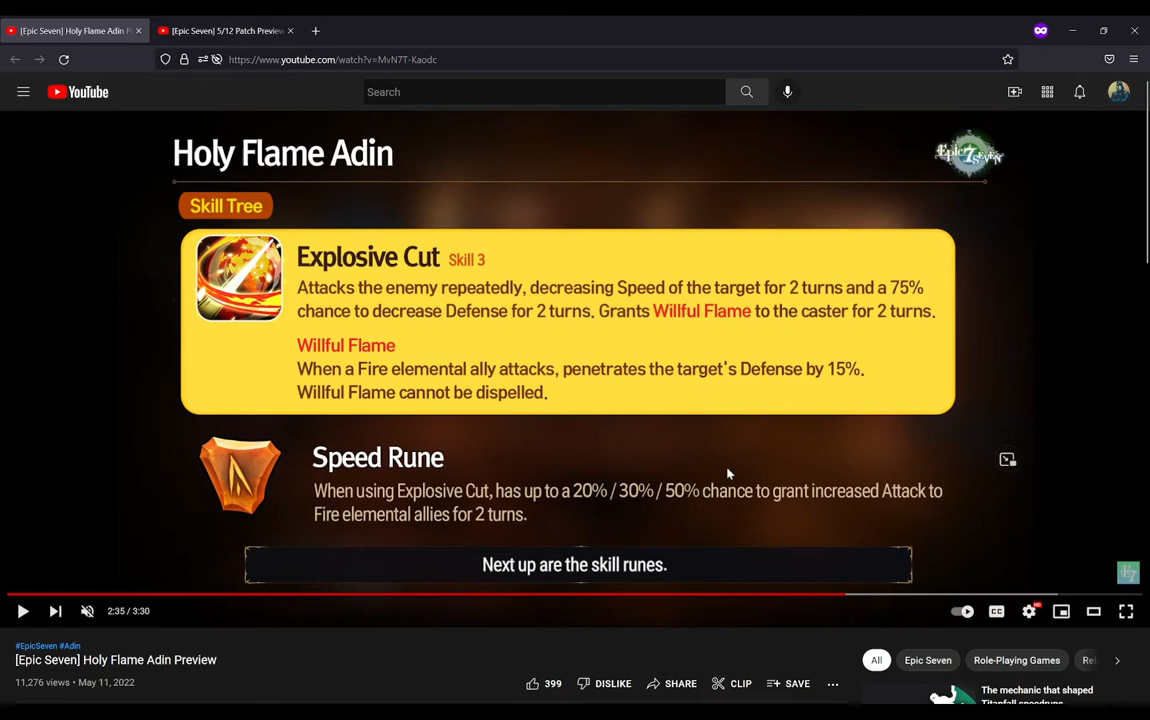 [Epic Seven] Holy Flame Adin P
[Epic Seven] 5/12 Patch Preview
https://www.youtube.com/watch?v=MvN7T-Kaodc
YouTube
Search
Holy Flame Adin
Epic Seven
Skill Tree
Explosive Cut Skill 3
Attacks the enemy repeatedly, decreasing Speed of the target for 2 turns and a 75%
chance to decrease Defense for 2 turns. Grants Willful Flame to the caster for 2 turns.
Willful Flame
When a Fire elemental ally attacks, penetrates the target's Defense by 15%.
Willful Flame cannot be dispelled.
Speed Rune
When using Explosive Cut, has up to a 20% / 30% / 50% chance to grant increased Attack to
Fire elemental allies for 2 turns.
Next up are the skill runes.
2:35 / 3:30
CC
HD
#EpicSeven #Adin
[Epic Seven] Holy Flame Adin Preview
11,276 views • May 11, 2022
399
DISLIKE
SHARE
CLIP
SAVE
All
Epic Seven
Role-Playing Games
Rel
The mechanic that shaped
Titanfall speedruns